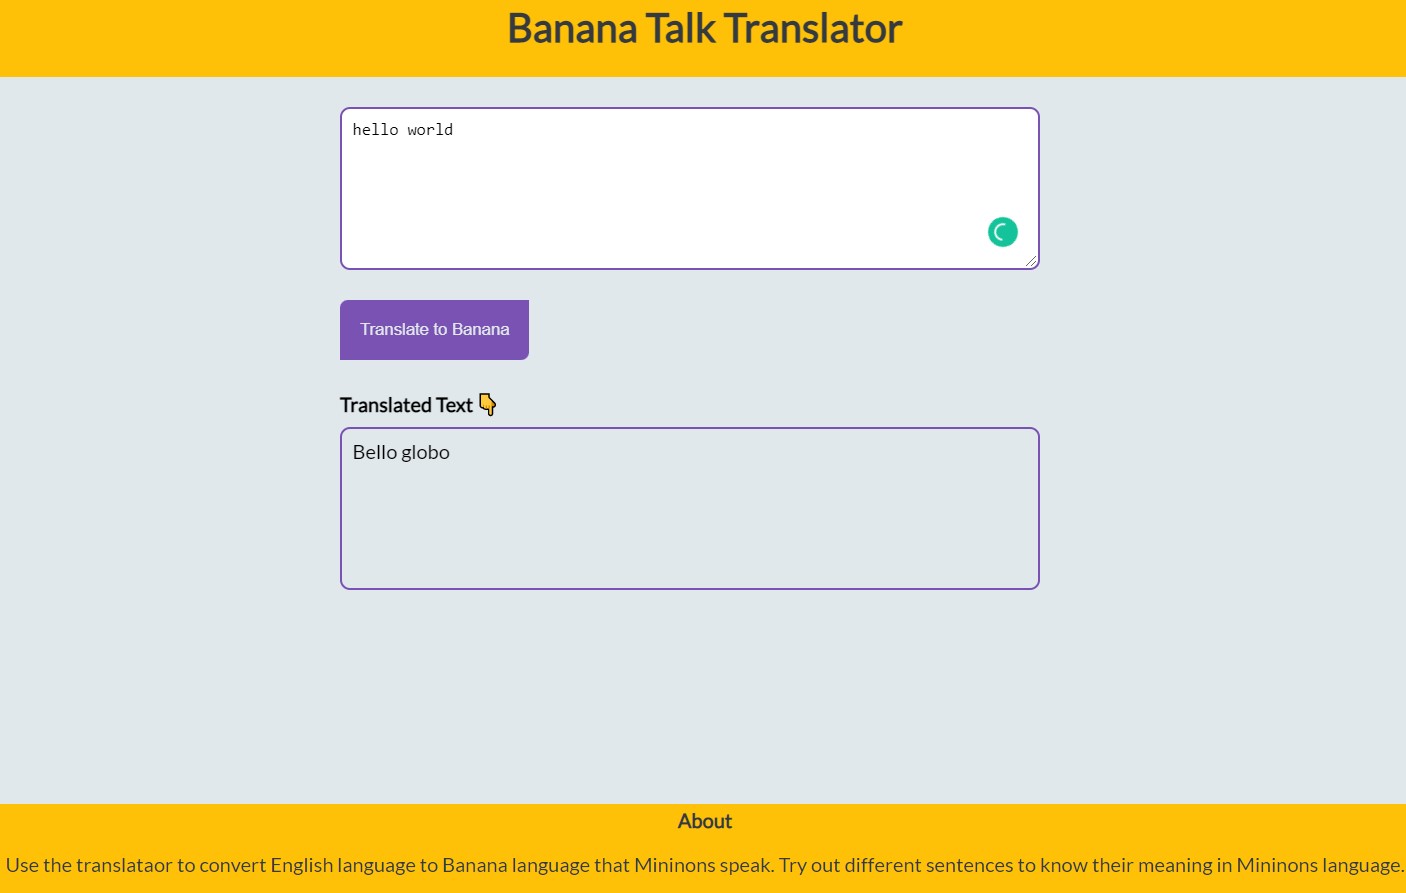 Banana Talk Translator
hello world
Translate to Banana
Translated Text 👇
Bello globo
About
Use the translataor to convert English language to Banana language that Mininons speak. Try out different sentences to know their meaning in Mininons language.